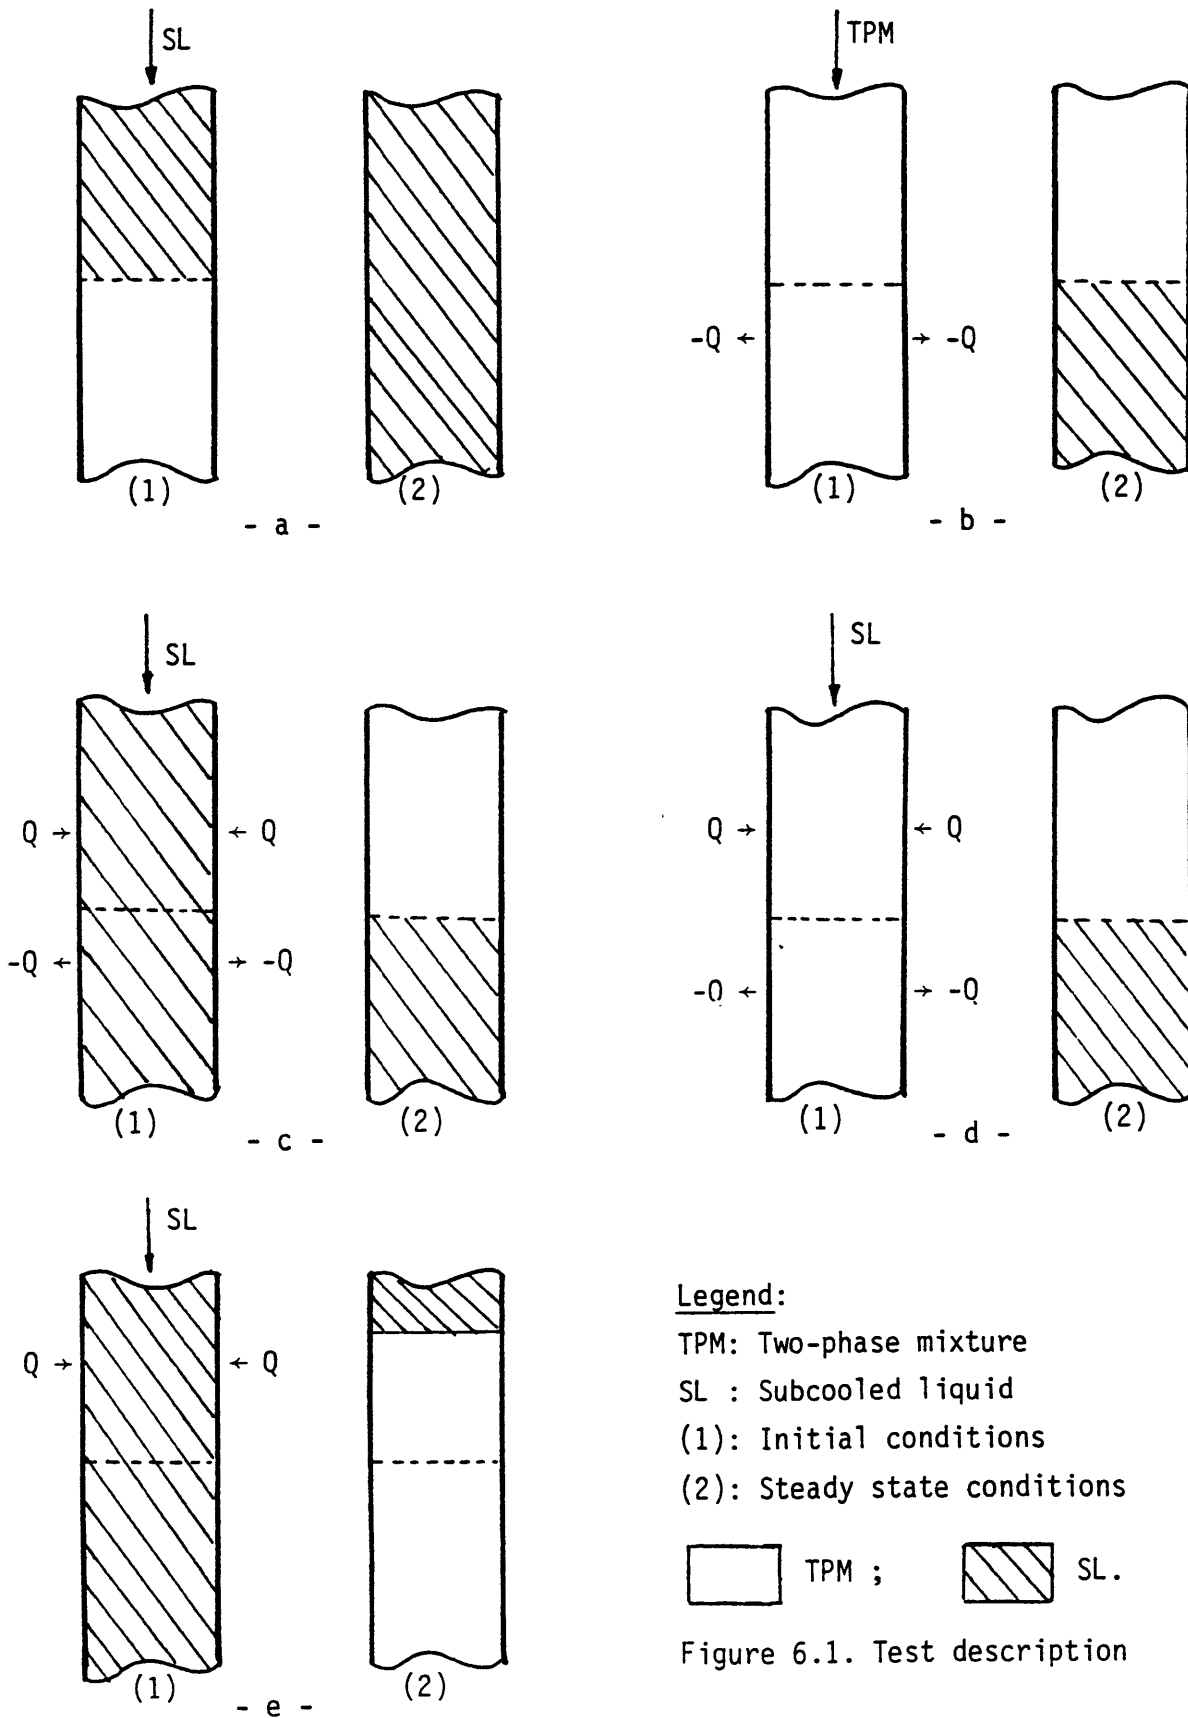 SL
TPM
-Q ← → -Q
(1) (2)
- a -
(1) (2)
- b -
SL
SL
Q → ← Q
-Q ← → -Q
Q → ← Q
-Q ← → -Q
(1) (2)
- c -
(1) (2)
- d -
SL
Q → ← Q
(1) (2)
- e -
Legend:
TPM: Two-phase mixture
SL : Subcooled liquid
(1): Initial conditions
(2): Steady state conditions
TPM ; SL.
Figure 6.1. Test description